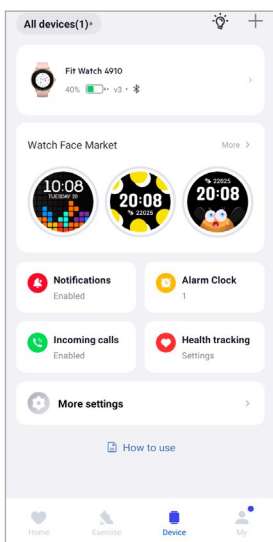 All devices(1)
Fit Watch 4910
40% v3
Watch Face Market
More >
10:08
TUESDAY 20
20:08
22025
22025
20:08
Notifications
Enabled
Alarm Clock
1
Incoming calls
Enabled
Health tracking
Settings
More settings
How to use
Home
Exercise
Device
My